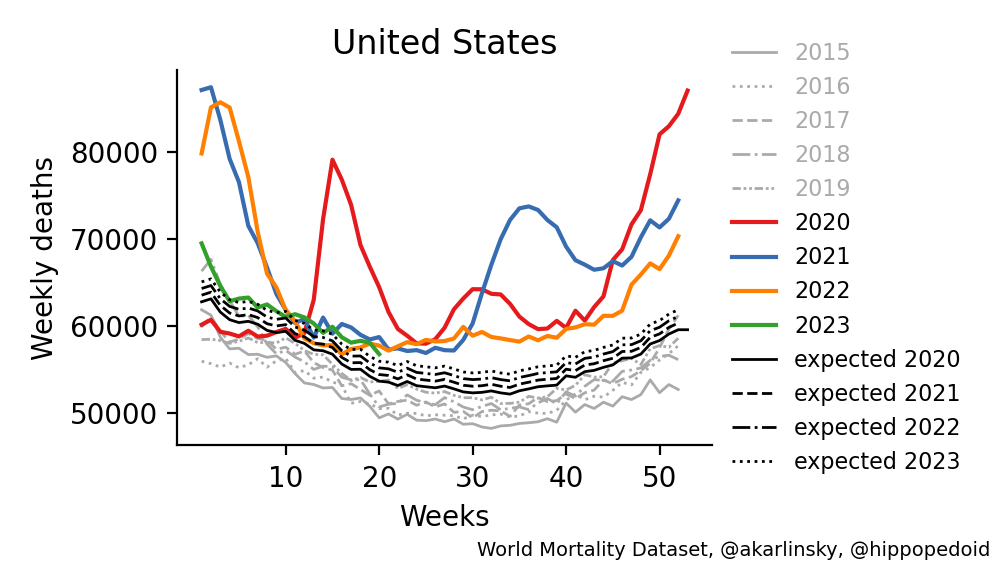 United States
Weekly deaths
80000
70000
60000
50000
10 20 30 40 50
Weeks
2015
2016
2017
2018
2019
2020
2021
2022
2023
expected 2020
expected 2021
expected 2022
expected 2023
World Mortality Dataset, @akarlinsky, @hippopedoid